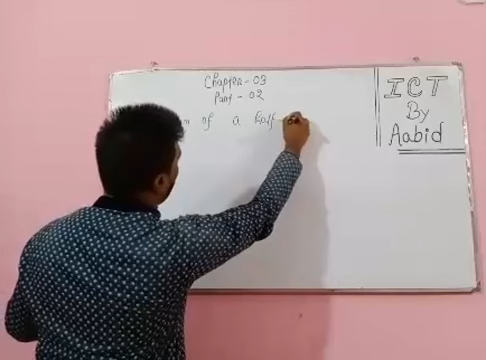 Chapter - 03
Part - 02
of a half
ICT
By
Aabid